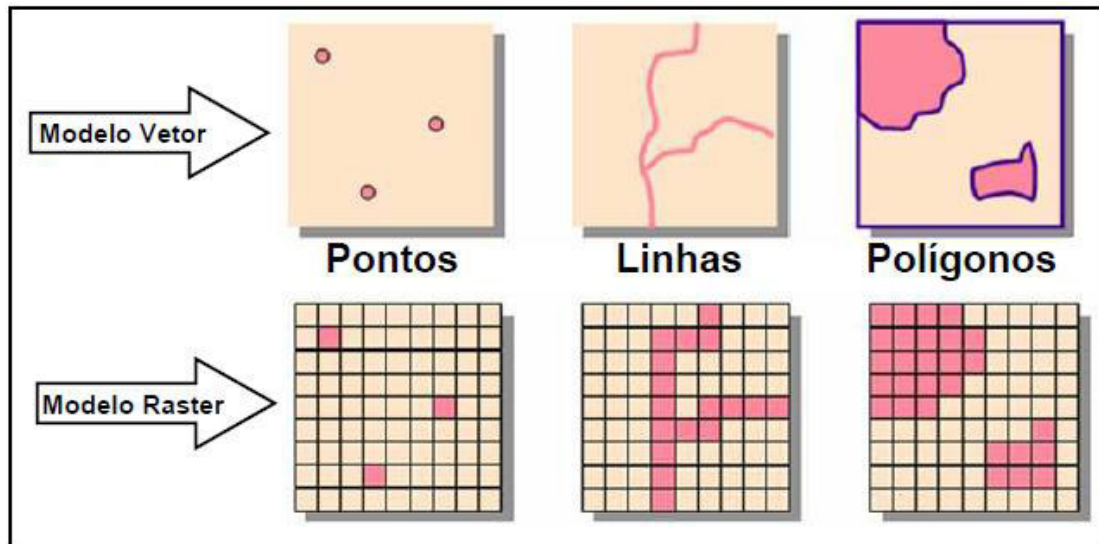 Modelo Vetor
Pontos
Linhas
Polígonos
Modelo Raster